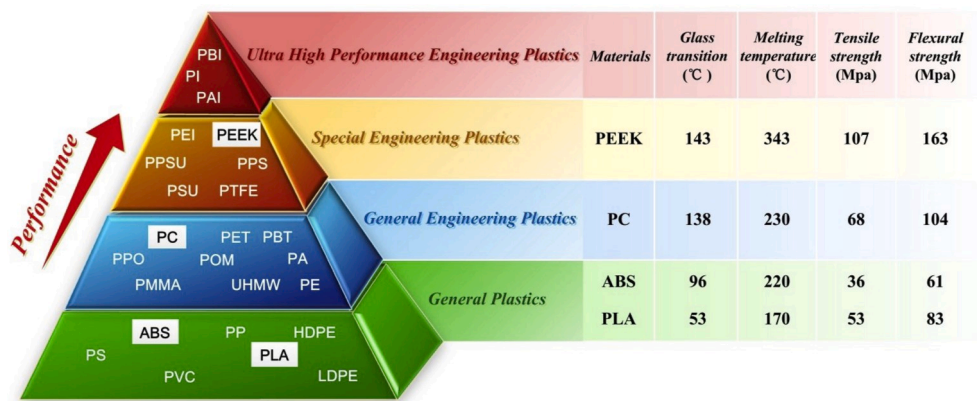 Performance
PBI
PI
PAI
PEI PEEK
PPSU PPS
PSU PTFE
PC PET PBT
PPO POM PA
PMMA UHMW PE
ABS PP HDPE
PS PLA
PVC LDPE
Ultra High Performance Engineering Plastics
Special Engineering Plastics
General Engineering Plastics
General Plastics
Materials Glass transition (℃ ) Melting temperature (℃) Tensile strength (Mpa) Flexural strength (Mpa)
PEEK 143 343 107 163
PC 138 230 68 104
ABS 96 220 36 61
PLA 53 170 53 83